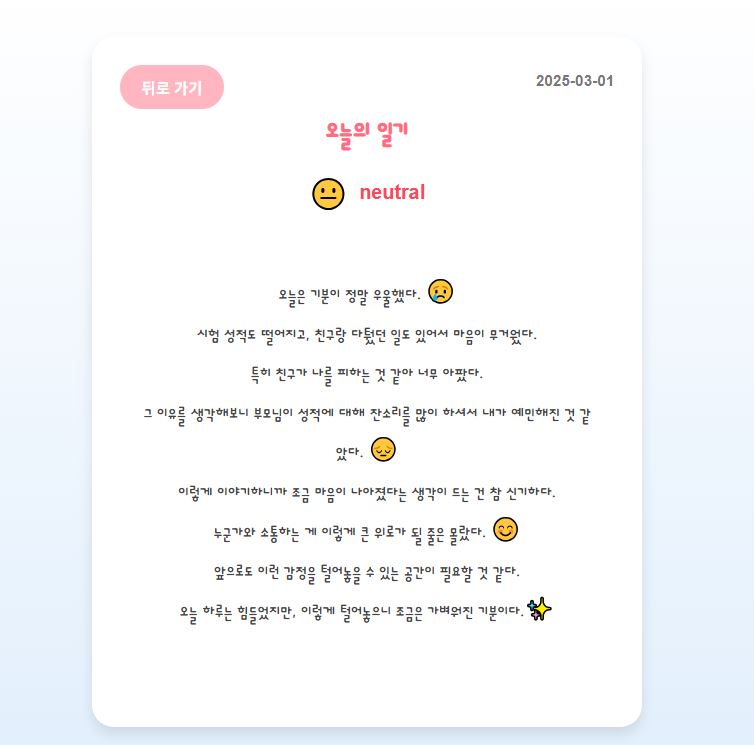 뒤로 가기
2025-03-01
오늘의 일기
😐 neutral
오늘은 기분이 정말 우울했다. 😢
시험 성적도 떨어지고, 친구랑 다퉜던 일도 있어서 마음이 무거웠다.
특히 친구가 나를 피하는 것 같아 너무 아팠다.
그 이유를 생각해보니 부모님이 성적에 대해 잔소리를 많이 하셔서 내가 예민해진 것 같
았다. 😔
이렇게 이야기하니까 조금 마음이 나아졌다는 생각이 드는 건 참 신기하다.
누군가와 소통하는 게 이렇게 큰 위로가 될 줄은 몰랐다. 😊
앞으로도 이런 감정을 털어놓을 수 있는 공간이 필요할 것 같다.
오늘 하루는 힘들었지만, 이렇게 털어놓으니 조금은 가벼워진 기분이다. ✨